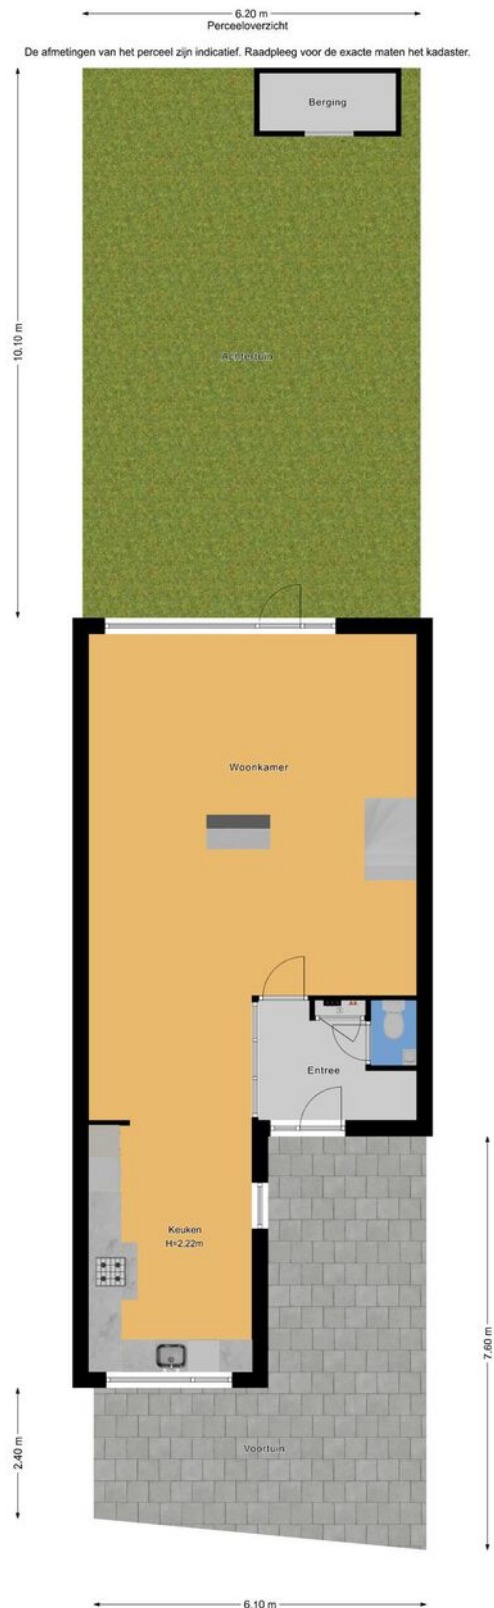 6.20 m
Perceeloverzicht
De afmetingen van het perceel zijn indicatief. Raadpleeg voor de exacte maten het kadaster.
Berging
10.10 m
Achtertuin
Woonkamer
Entree
Keuken
H=2.22m
7.60 m
2.40 m
Voortuin
6.10 m